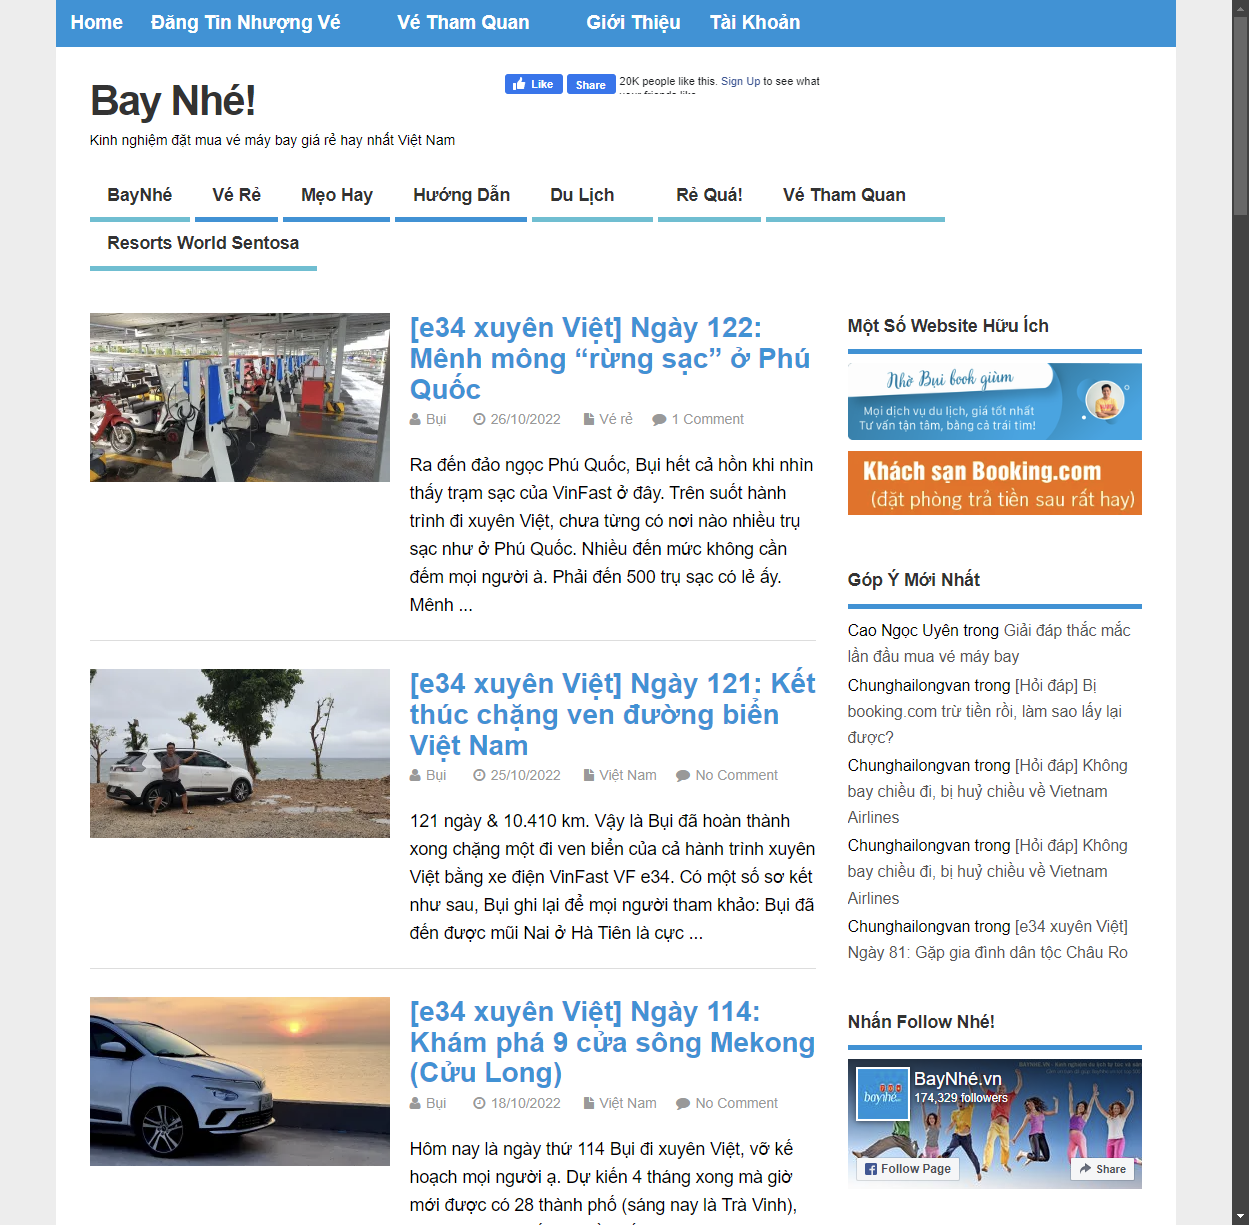 Home Đăng Tin Nhượng Vé Vé Tham Quan Giới Thiệu Tài Khoản
Bay Nhé!
Kinh nghiệm đặt mua vé máy bay giá rẻ hay nhất Việt Nam
Like Share 20K people like this. Sign Up to see what
your friends like.
BayNhé Vé Rẻ Mẹo Hay Hướng Dẫn Du Lịch Rẻ Quá! Vé Tham Quan
Resorts World Sentosa
[e34 xuyên Việt] Ngày 122:
Mênh mông “rừng sạc” ở Phú
Quốc
Bụi 26/10/2022 Vé rẻ 1 Comment
Ra đến đảo ngọc Phú Quốc, Bụi hết cả hồn khi nhìn
thấy trạm sạc của VinFast ở đây. Trên suốt hành
trình đi xuyên Việt, chưa từng có nơi nào nhiều trụ
sạc như ở Phú Quốc. Nhiều đến mức không cần
đếm mọi người à. Phải đến 500 trụ sạc có lẻ ấy.
Mênh ...
[e34 xuyên Việt] Ngày 121: Kết
thúc chặng ven đường biển
Việt Nam
Bụi 25/10/2022 Việt Nam No Comment
121 ngày & 10.410 km. Vậy là Bụi đã hoàn thành
xong chặng một đi ven biển của cả hành trình xuyên
Việt bằng xe điện VinFast VF e34. Có một số sơ kết
như sau, Bụi ghi lại để mọi người tham khảo: Bụi đã
đến được mũi Nai ở Hà Tiên là cực ...
[e34 xuyên Việt] Ngày 114:
Khám phá 9 cửa sông Mekong
(Cửu Long)
Bụi 18/10/2022 Việt Nam No Comment
Hôm nay là ngày thứ 114 Bụi đi xuyên Việt, vỡ kế
hoạch mọi người ạ. Dự kiến 4 tháng xong mà giờ
mới được có 28 thành phố (sáng nay là Trà Vinh),
Một Số Website Hữu Ích
Nhờ Bụi book giùm
Mọi dịch vụ du lịch, giá tốt nhất
Tư vấn tận tâm, bằng cả trái tim!
Khách sạn Booking.com
(đặt phòng trả tiền sau rất hay)
Góp Ý Mới Nhất
Cao Ngọc Uyên trong Giải đáp thắc mắc
lần đầu mua vé máy bay
Chunghailongvan trong [Hỏi đáp] Bị
booking.com trừ tiền rồi, làm sao lấy lại
được?
Chunghailongvan trong [Hỏi đáp] Không
bay chiều đi, bị huỷ chiều về Vietnam
Airlines
Chunghailongvan trong [Hỏi đáp] Không
bay chiều đi, bị huỷ chiều về Vietnam
Airlines
Chunghailongvan trong [e34 xuyên Việt]
Ngày 81: Gặp gia đình dân tộc Châu Ro
Nhấn Follow Nhé!
baynhé
BayNhé.vn
174,329 followers
Follow Page Share